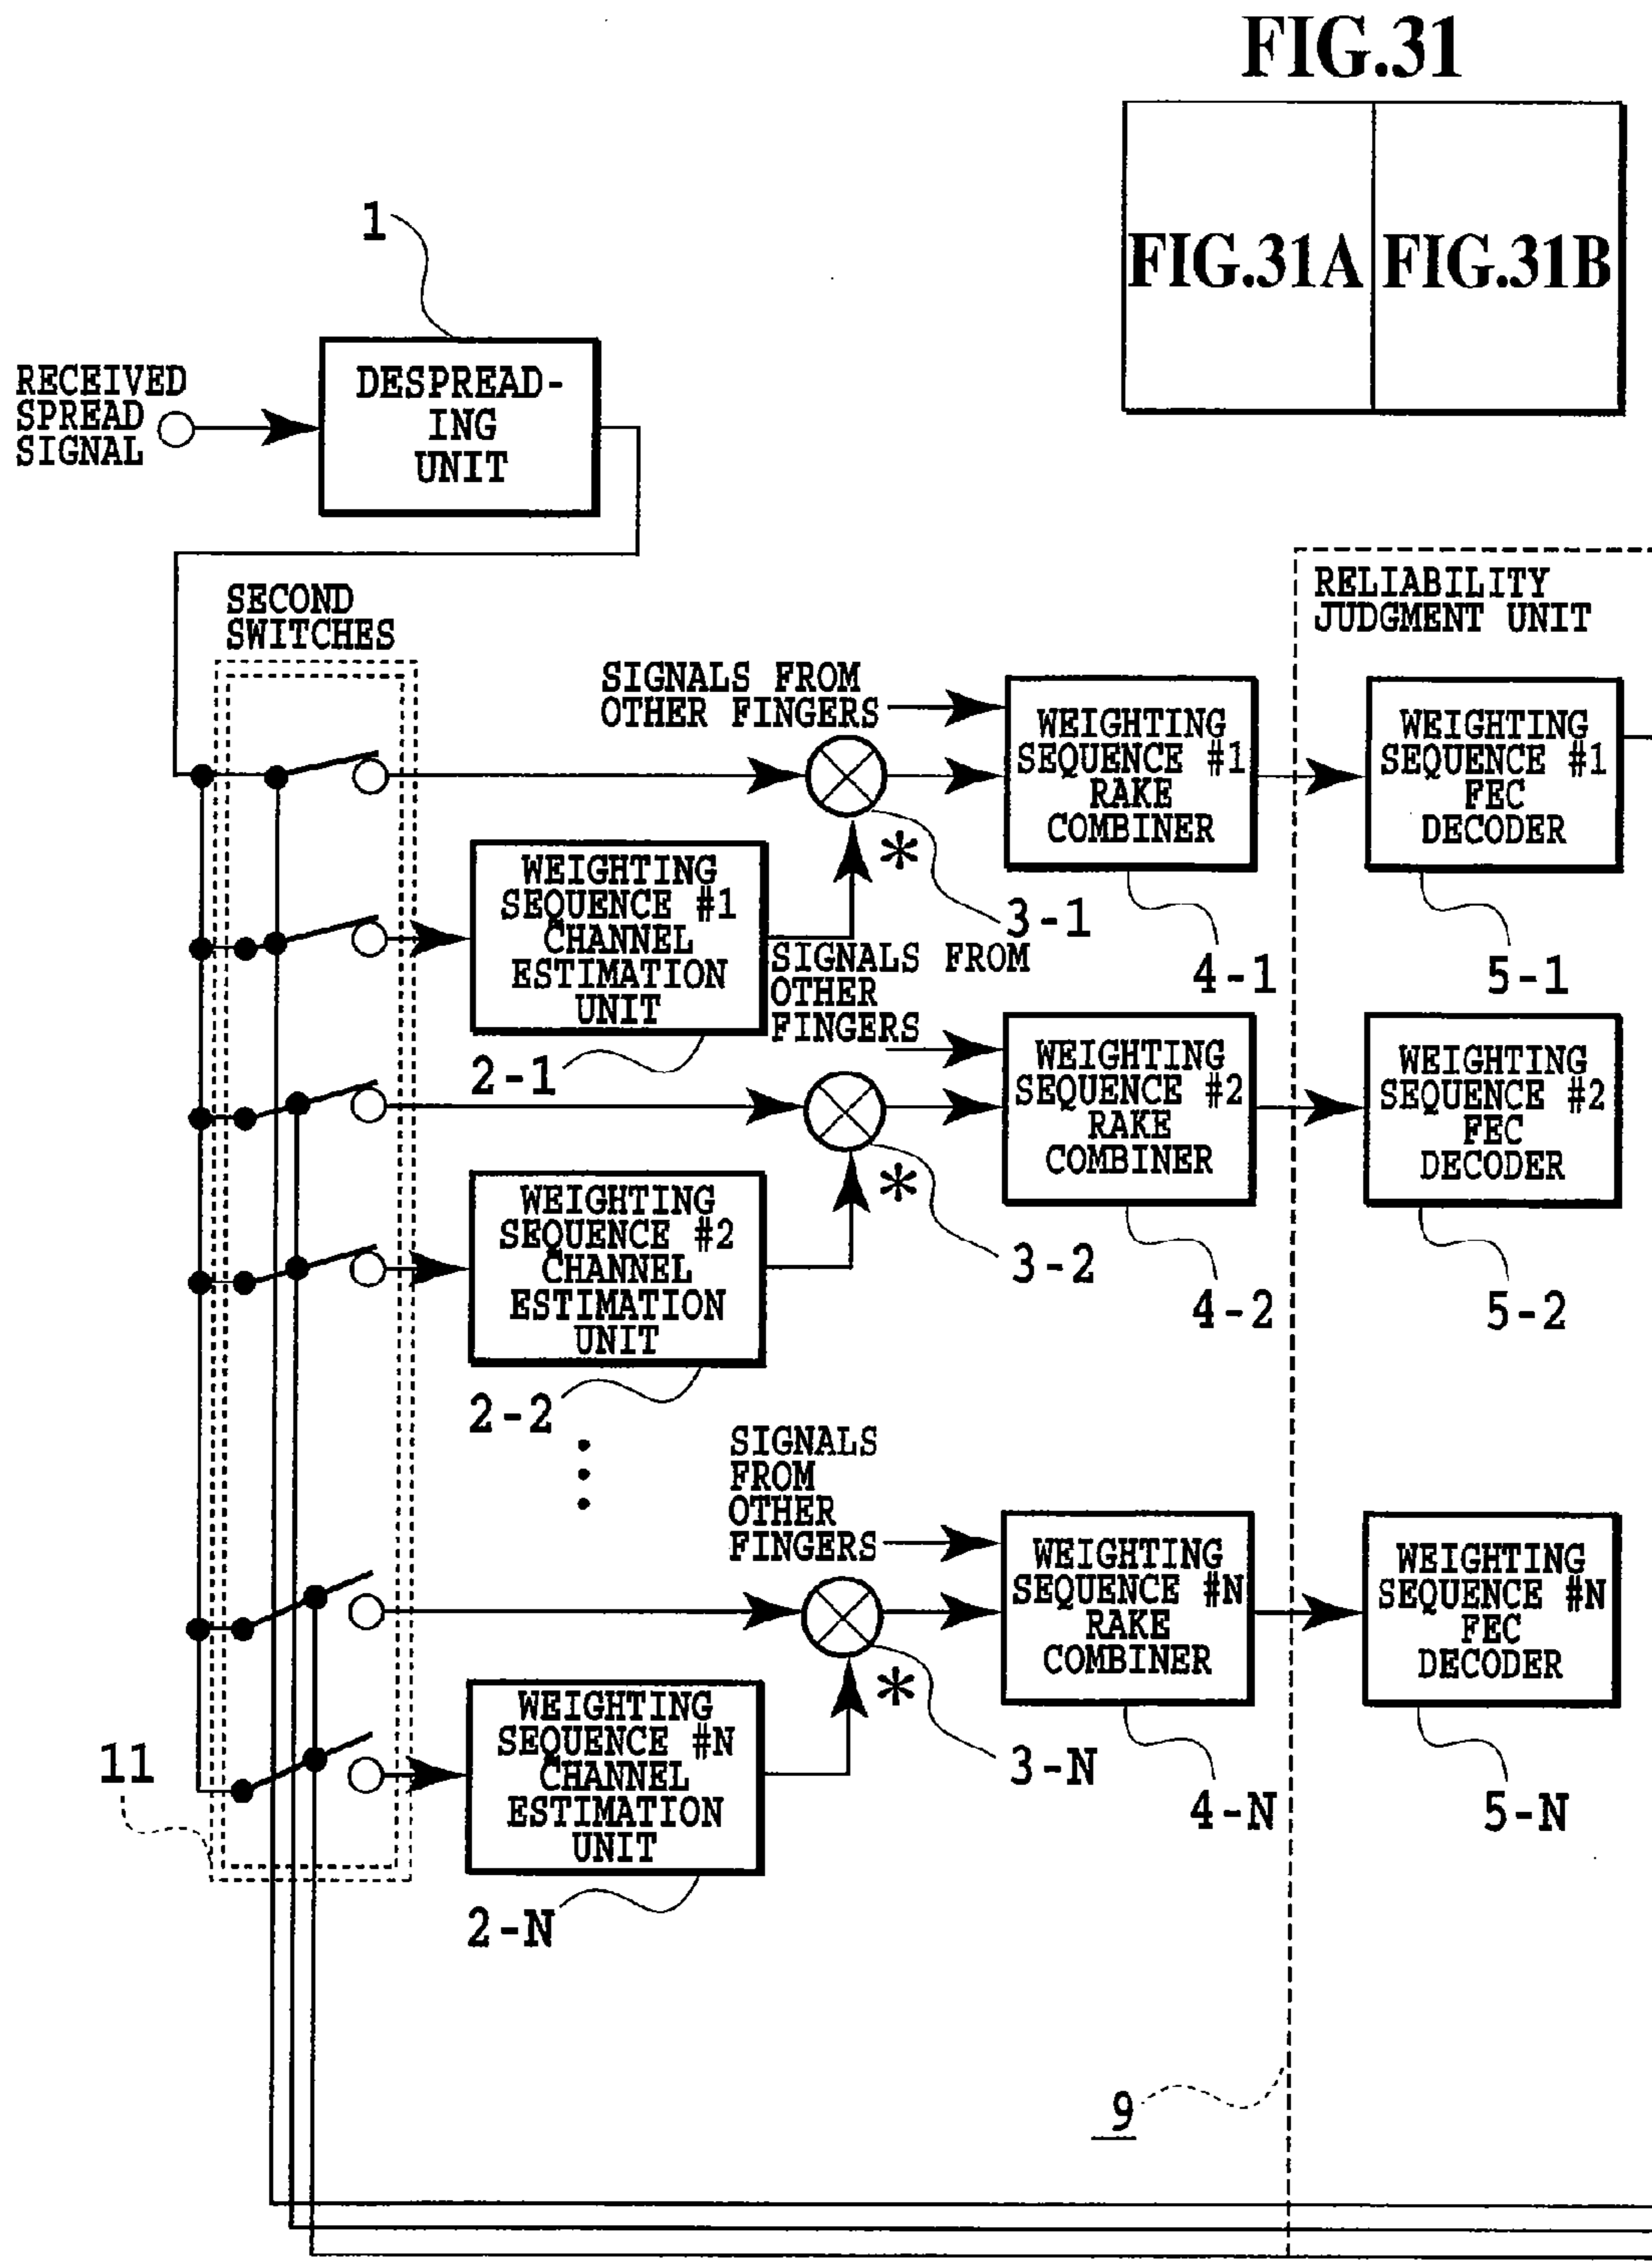 FIG.31
FIG.31A
FIG.31B
1
RECEIVED
SPREAD
SIGNAL
DESPREAD-
ING
UNIT
SECOND
SWITCHES
RELIABILITY
JUDGMENT UNIT
SIGNALS FROM
OTHER FINGERS
WEIGHTING
SEQUENCE #1
RAKE
COMBINER
WEIGHTING
SEQUENCE #1
FEC
DECODER
*
3-1
4-1
5-1
WEIGHTING
SEQUENCE #1
CHANNEL
ESTIMATION
UNIT
2-1
SIGNALS FROM
OTHER
FINGERS
WEIGHTING
SEQUENCE #2
RAKE
COMBINER
WEIGHTING
SEQUENCE #2
FEC
DECODER
*
3-2
4-2
5-2
WEIGHTING
SEQUENCE #2
CHANNEL
ESTIMATION
UNIT
2-2
SIGNALS
FROM
OTHER
FINGERS
WEIGHTING
SEQUENCE #N
RAKE
COMBINER
WEIGHTING
SEQUENCE #N
FEC
DECODER
*
3-N
4-N
5-N
WEIGHTING
SEQUENCE #N
CHANNEL
ESTIMATION
UNIT
11
2-N
9